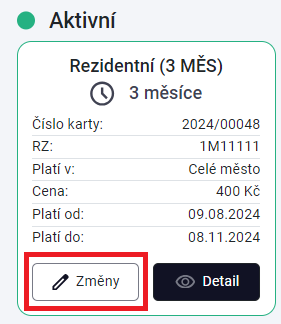 Aktivní
Rezidentní (3 MĚS)
3 měsíce
Číslo karty: 2024/00048
RZ: 1M11111
Platí v: Celé město
Cena: 400 Kč
Platí od: 09.08.2024
Platí do: 08.11.2024
Změny Detail